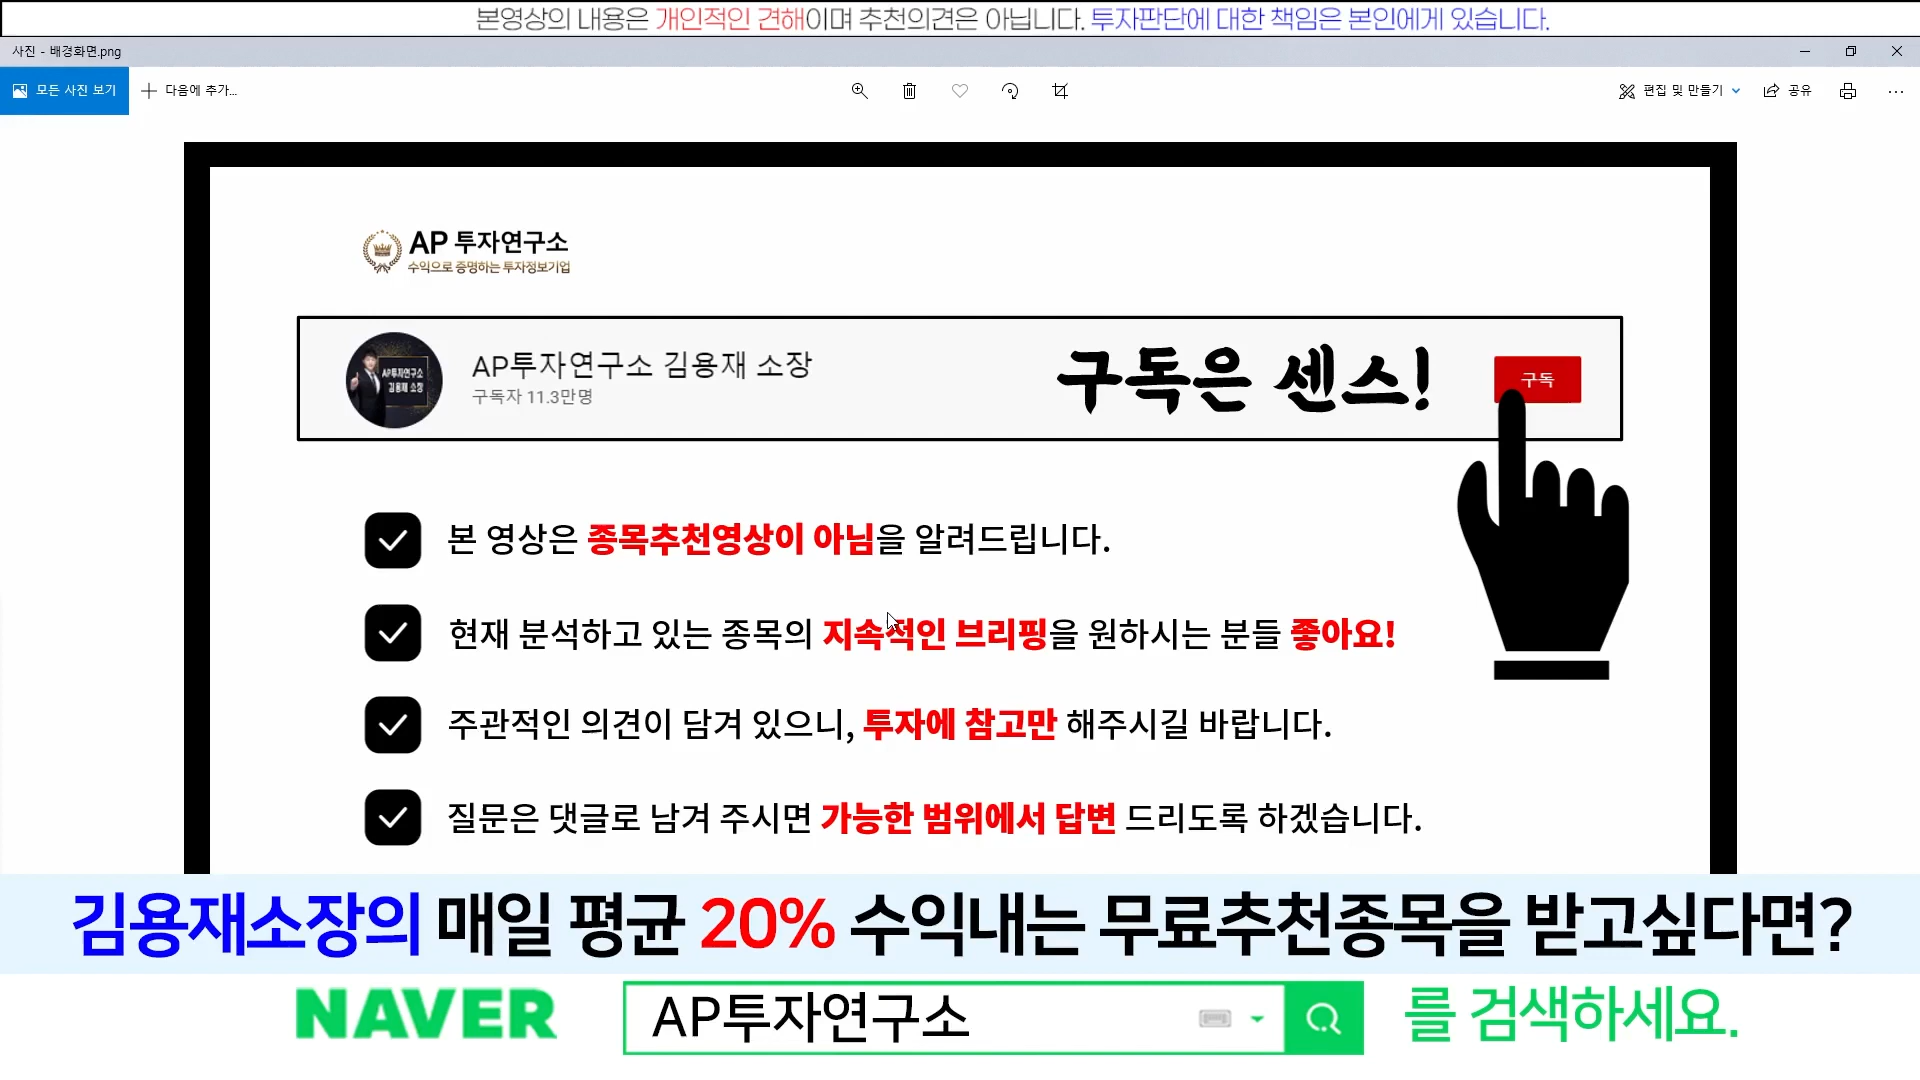 본영상의 내용은 개인적인 견해이며 추천의견은 아닙니다. 투자판단에 대한 책임은 본인에게 있습니다.
사진 - 배경화면.png
모든 사진 보기
다음에 추가...
편집 및 만들기
공유
AP 투자연구소
수익으로 증명하는 투자정보기업
AP투자연구소
김용재 소장
AP투자연구소 김용재 소장
구독자 11.3만명
구독은 센스!
구독
본 영상은 종목추천영상이 아님을 알려드립니다.
현재 분석하고 있는 종목의 지속적인 브리핑을 원하시는 분들 좋아요!
주관적인 의견이 담겨 있으니, 투자에 참고만 해주시길 바랍니다.
질문은 댓글로 남겨 주시면 가능한 범위에서 답변 드리도록 하겠습니다.
김용재소장의 매일 평균 20% 수익내는 무료추천종목을 받고싶다면?
NAVER AP투자연구소 를 검색하세요.